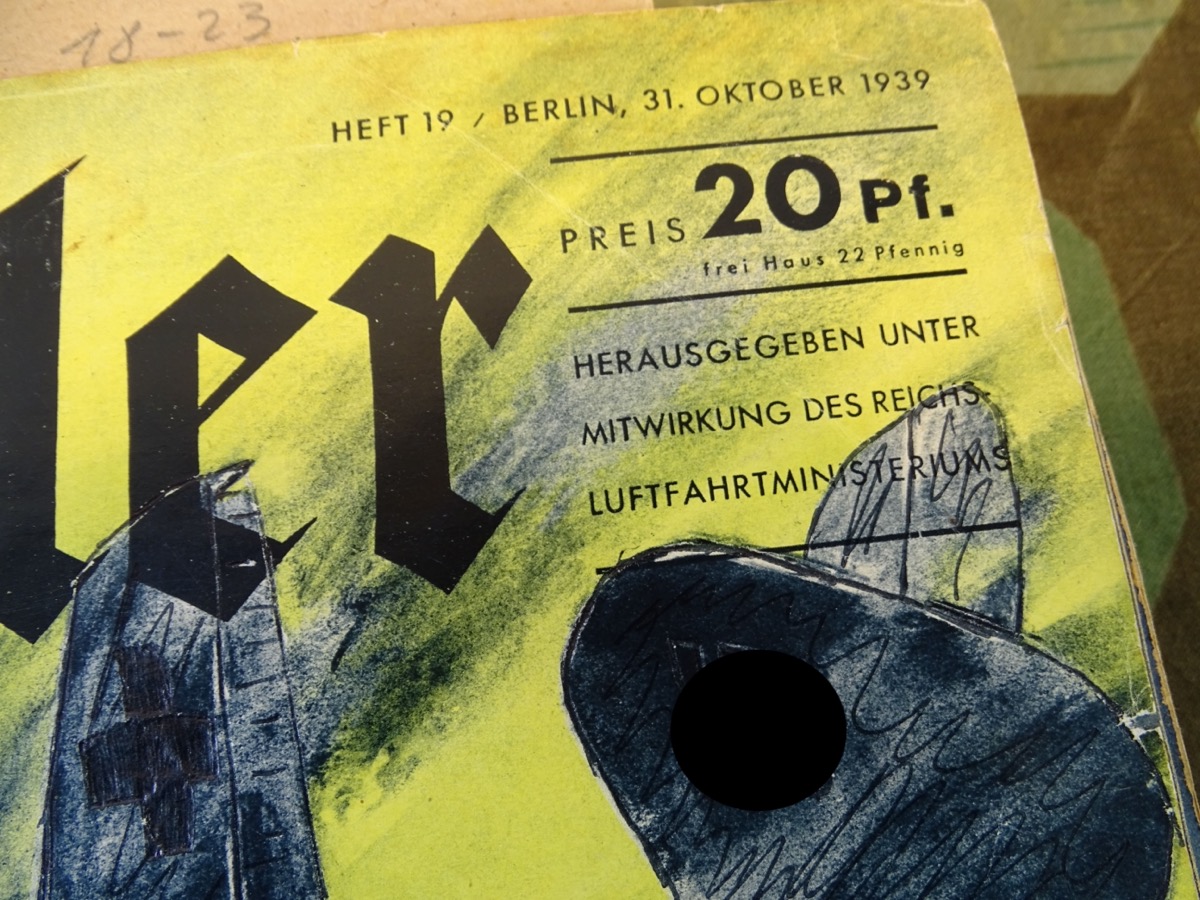 18-23
HEFT 19 / BERLIN, 31. OKTOBER 1939
ler
PREIS 20 Pf.
frei Haus 22 Pfennig
HERAUSGEGEBEN UNTER
MITWIRKUNG DES REICHS-
LUFTFAHRTMINISTERIUMS